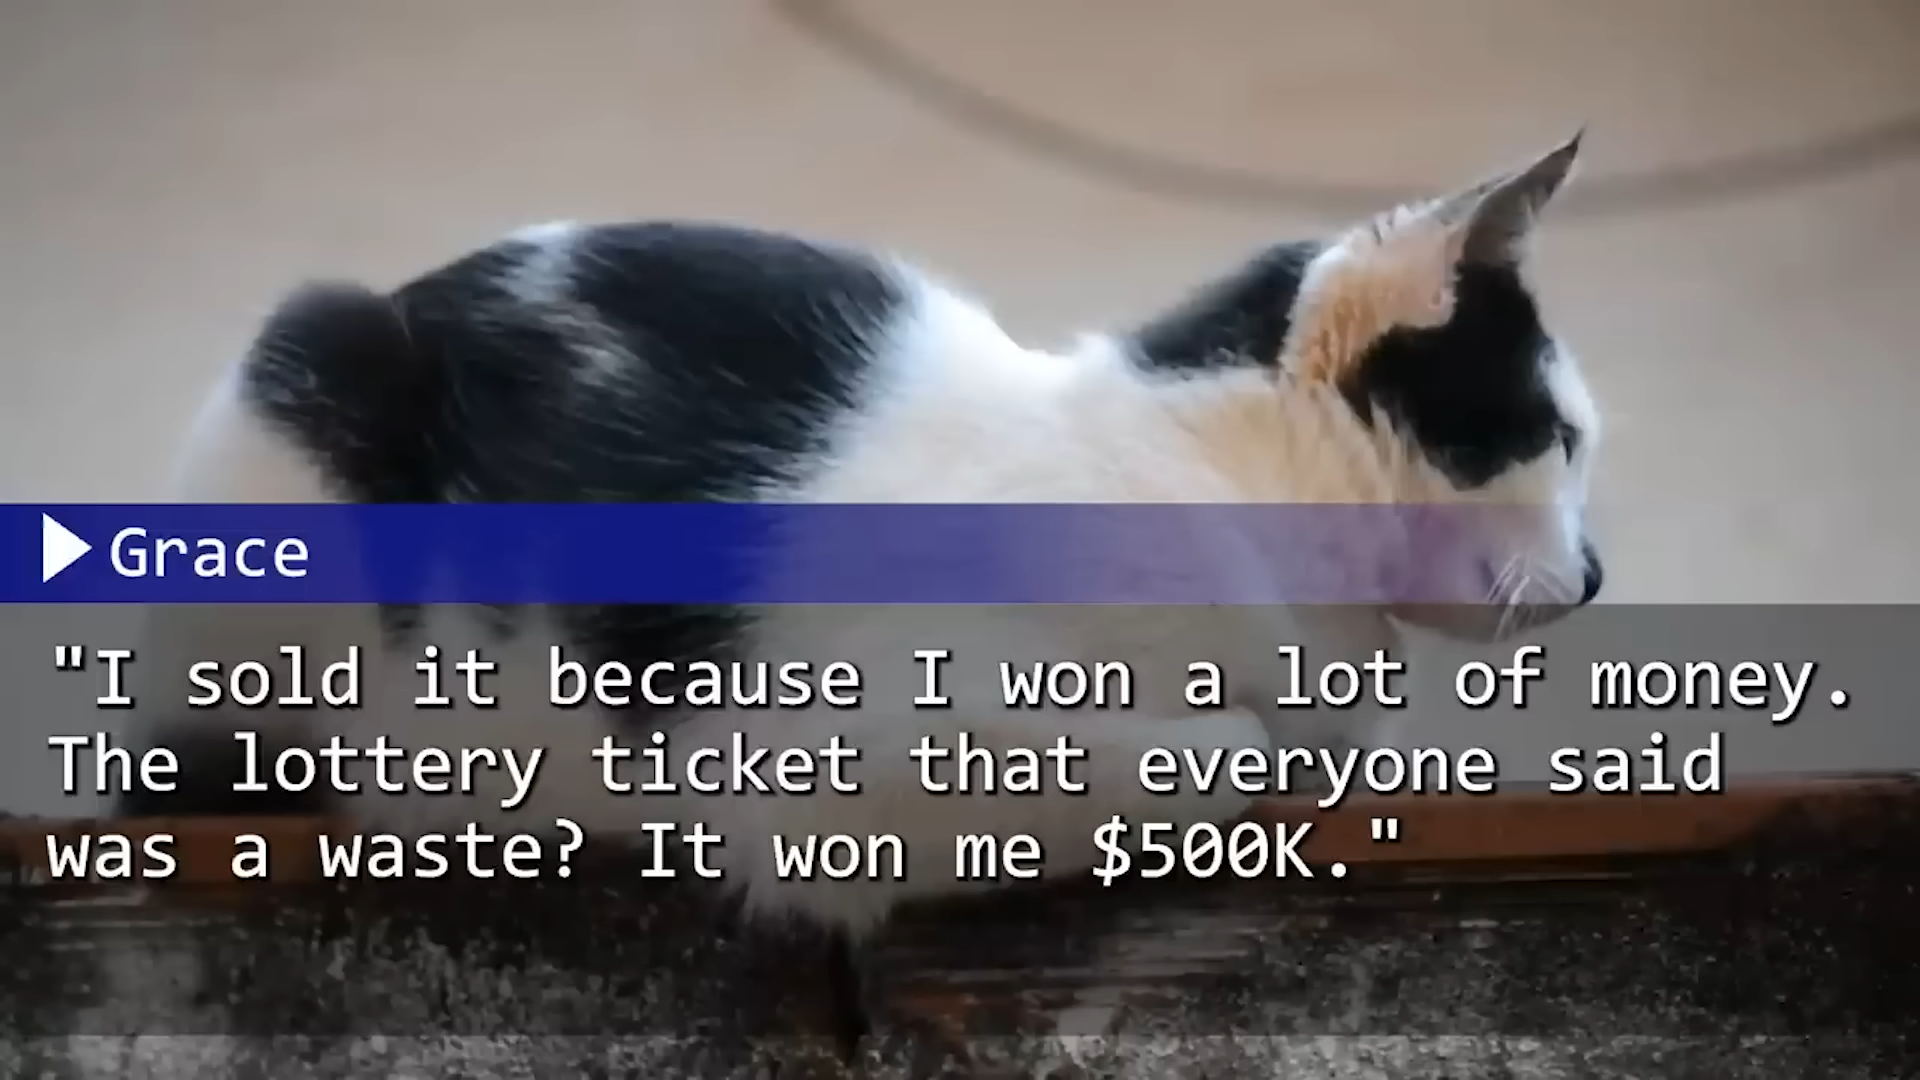 Grace
"I sold it because I won a lot of money.
The lottery ticket that everyone said
was a waste? It won me $500K."